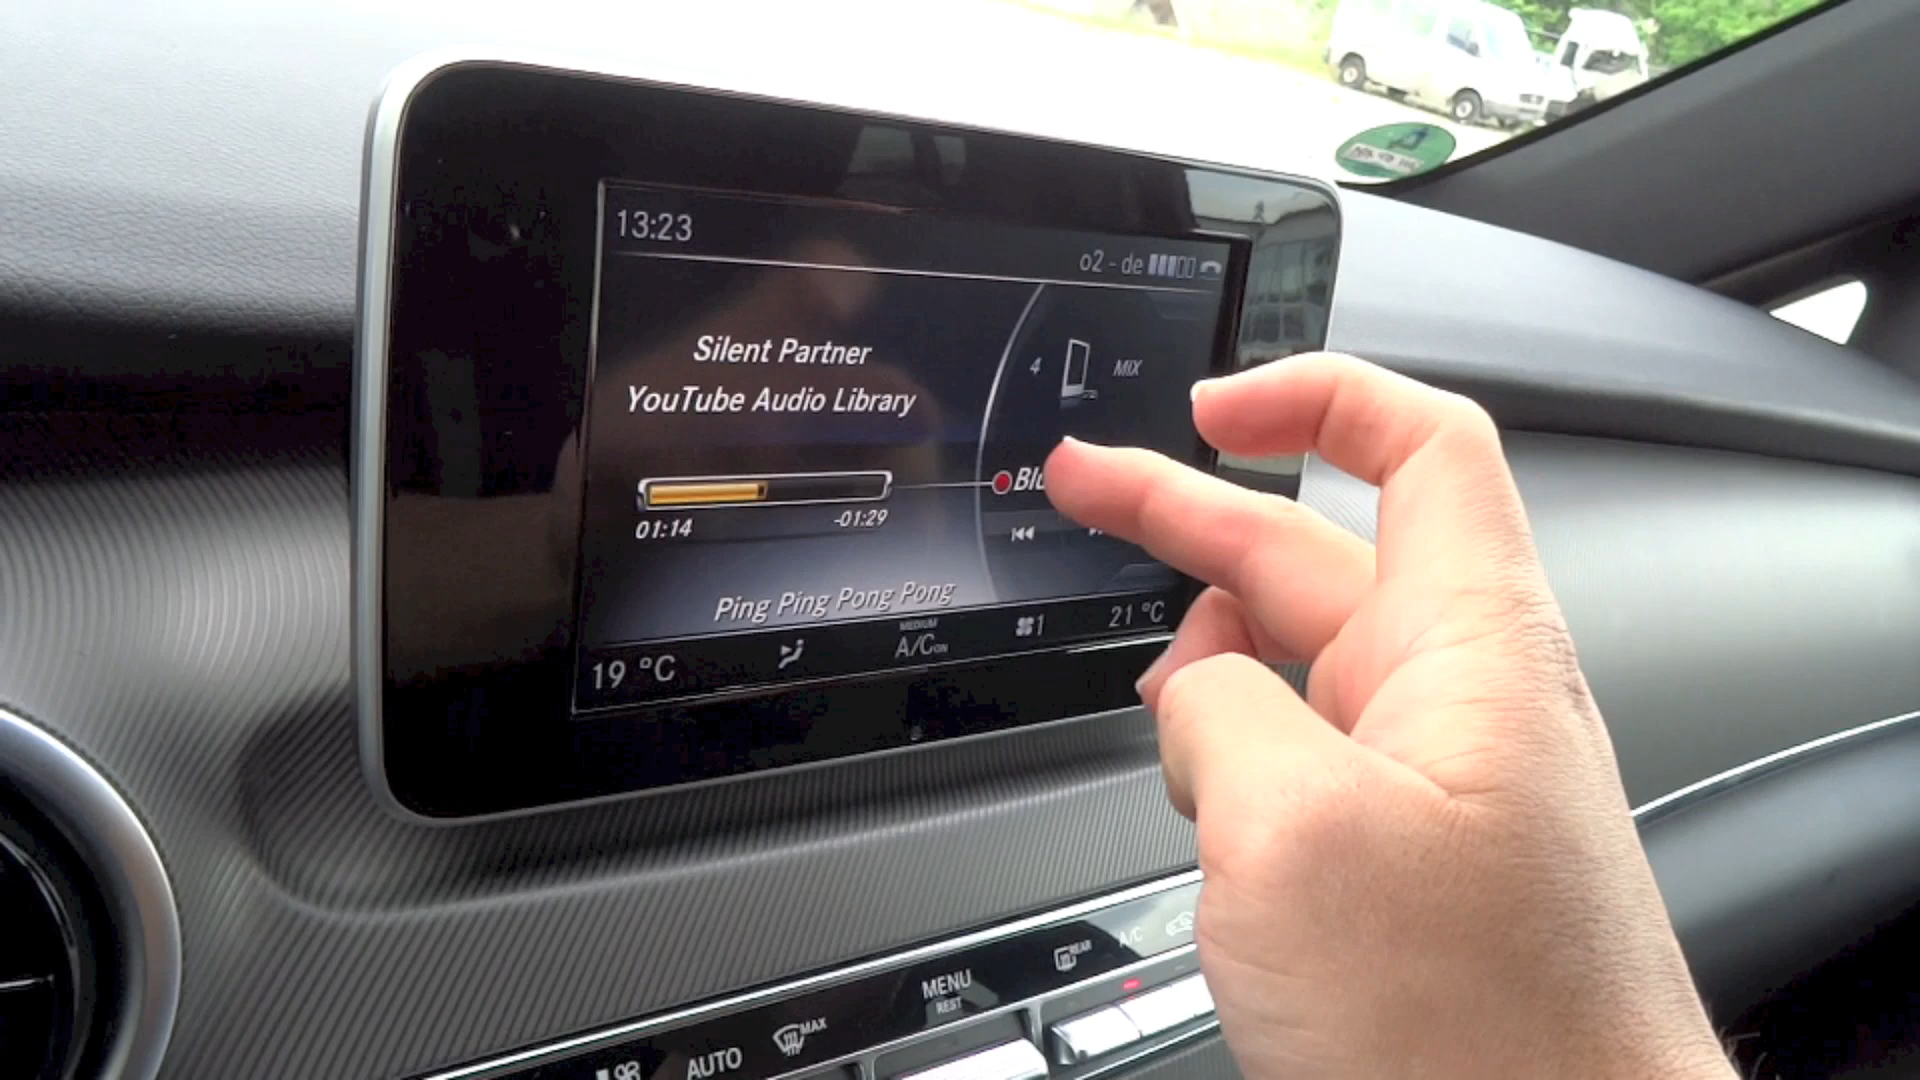 13:23
o2 - de
Silent Partner
4
MIX
YouTube Audio Library
01:14
-01:29
Ping Ping Pong Pong
19 °C
MEDIUM
A/C ON
1
21 °C
REAR
A/C
MENU
REST
MAX
AUTO